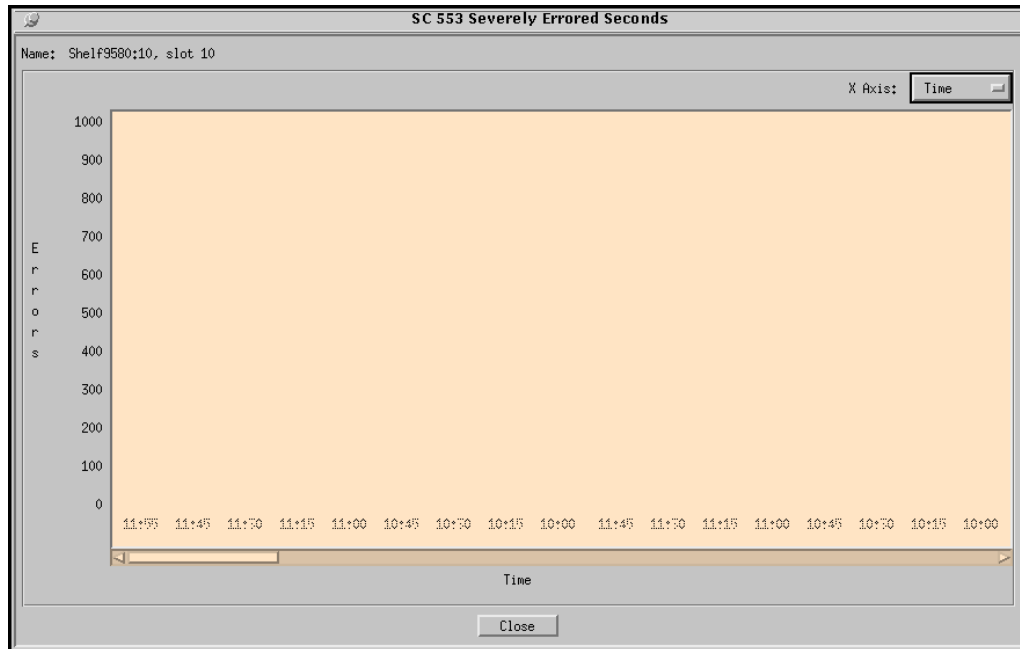 SC 553 Severely Errored Seconds
Name: Shelf9580:10, slot 10
X Axis: Time
1000
900
800
700
600
500
400
300
200
100
0
Errors
11:45 11:30 11:15 11:00 10:45 10:30 10:15 10:00 11:45 11:30 11:15 11:00 10:45 10:30 10:15 10:00
Time
Close